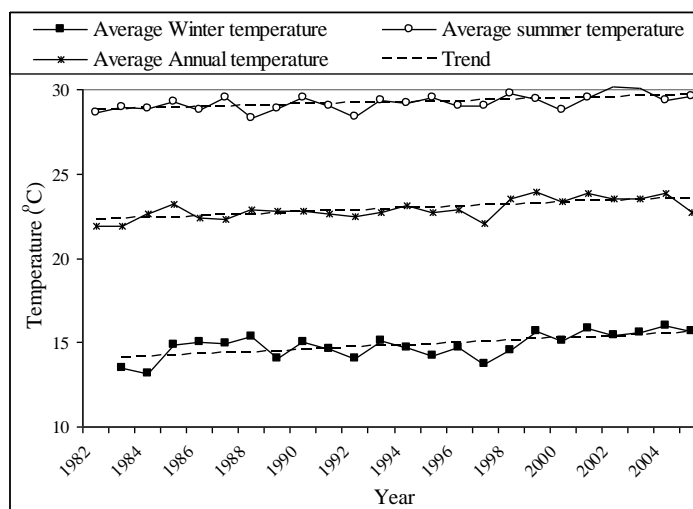 Average Winter temperature
Average summer temperature
Average Annual temperature
Trend
30
25
20
15
10
Temperature (°C)
1982
1984
1986
1988
1990
1992
1994
1996
1998
2000
2002
2004
Year